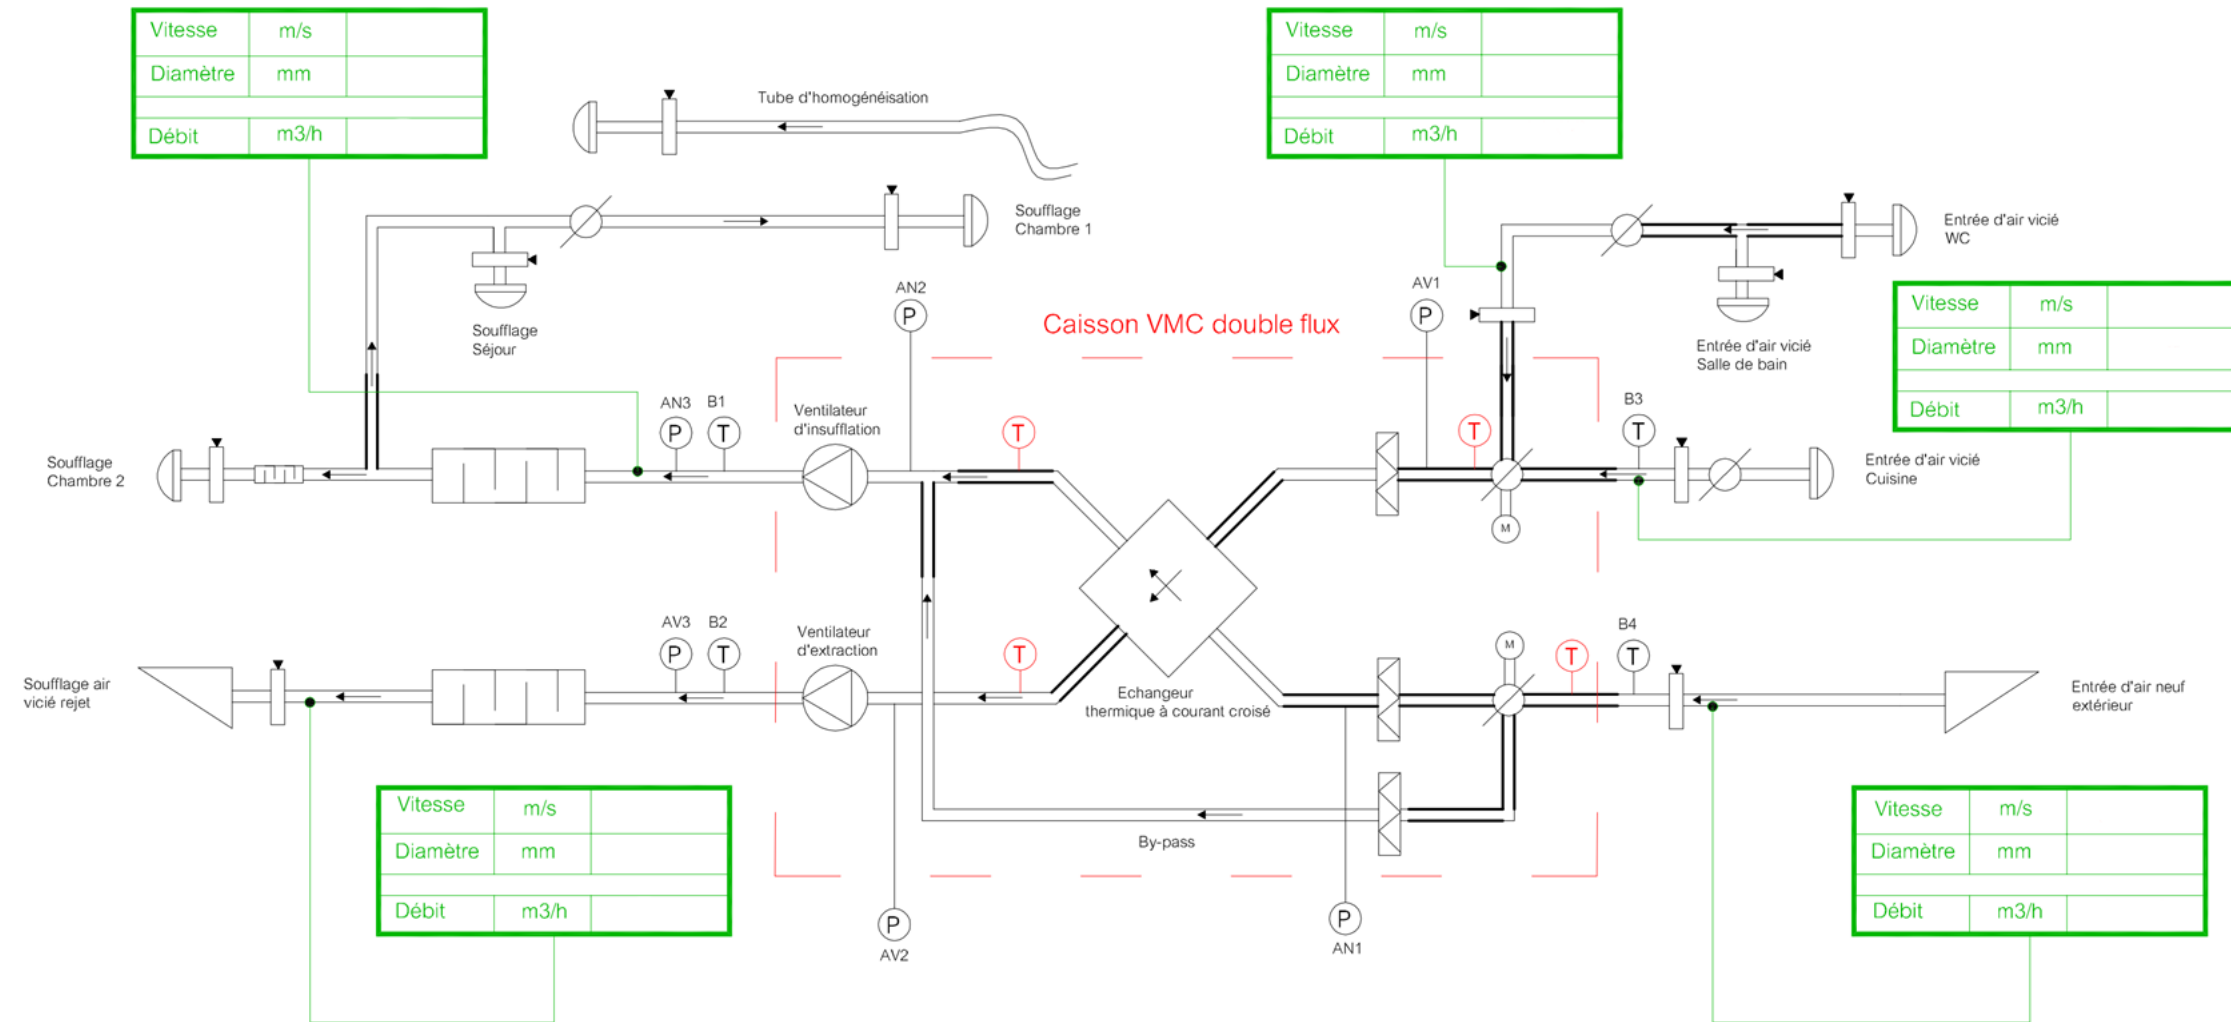 Vitesse m/s
Diamètre mm
Débit m3/h
Vitesse m/s
Diamètre mm
Débit m3/h
Tube d'homogénéisation
Soufflage
Chambre 1
Entrée d'air vicié
WC
Soufflage
Séjour
AN2
P
Caisson VMC double flux
AV1
P
Entrée d'air vicié
Salle de bain
Vitesse m/s
Diamètre mm
Débit m3/h
Soufflage
Chambre 2
AN3
P
B1
T
Ventilateur
d'insufflation
T
T
B3
T
M
Entrée d'air vicié
Cuisine
Soufflage air
vicié rejet
AV3
P
B2
T
Ventilateur
d'extraction
T
Echangeur
thermique à courant croisé
M
T
B4
T
Entrée d'air neuf
extérieur
By-pass
Vitesse m/s
Diamètre mm
Débit m3/h
P
AV2
P
AN1
Vitesse m/s
Diamètre mm
Débit m3/h